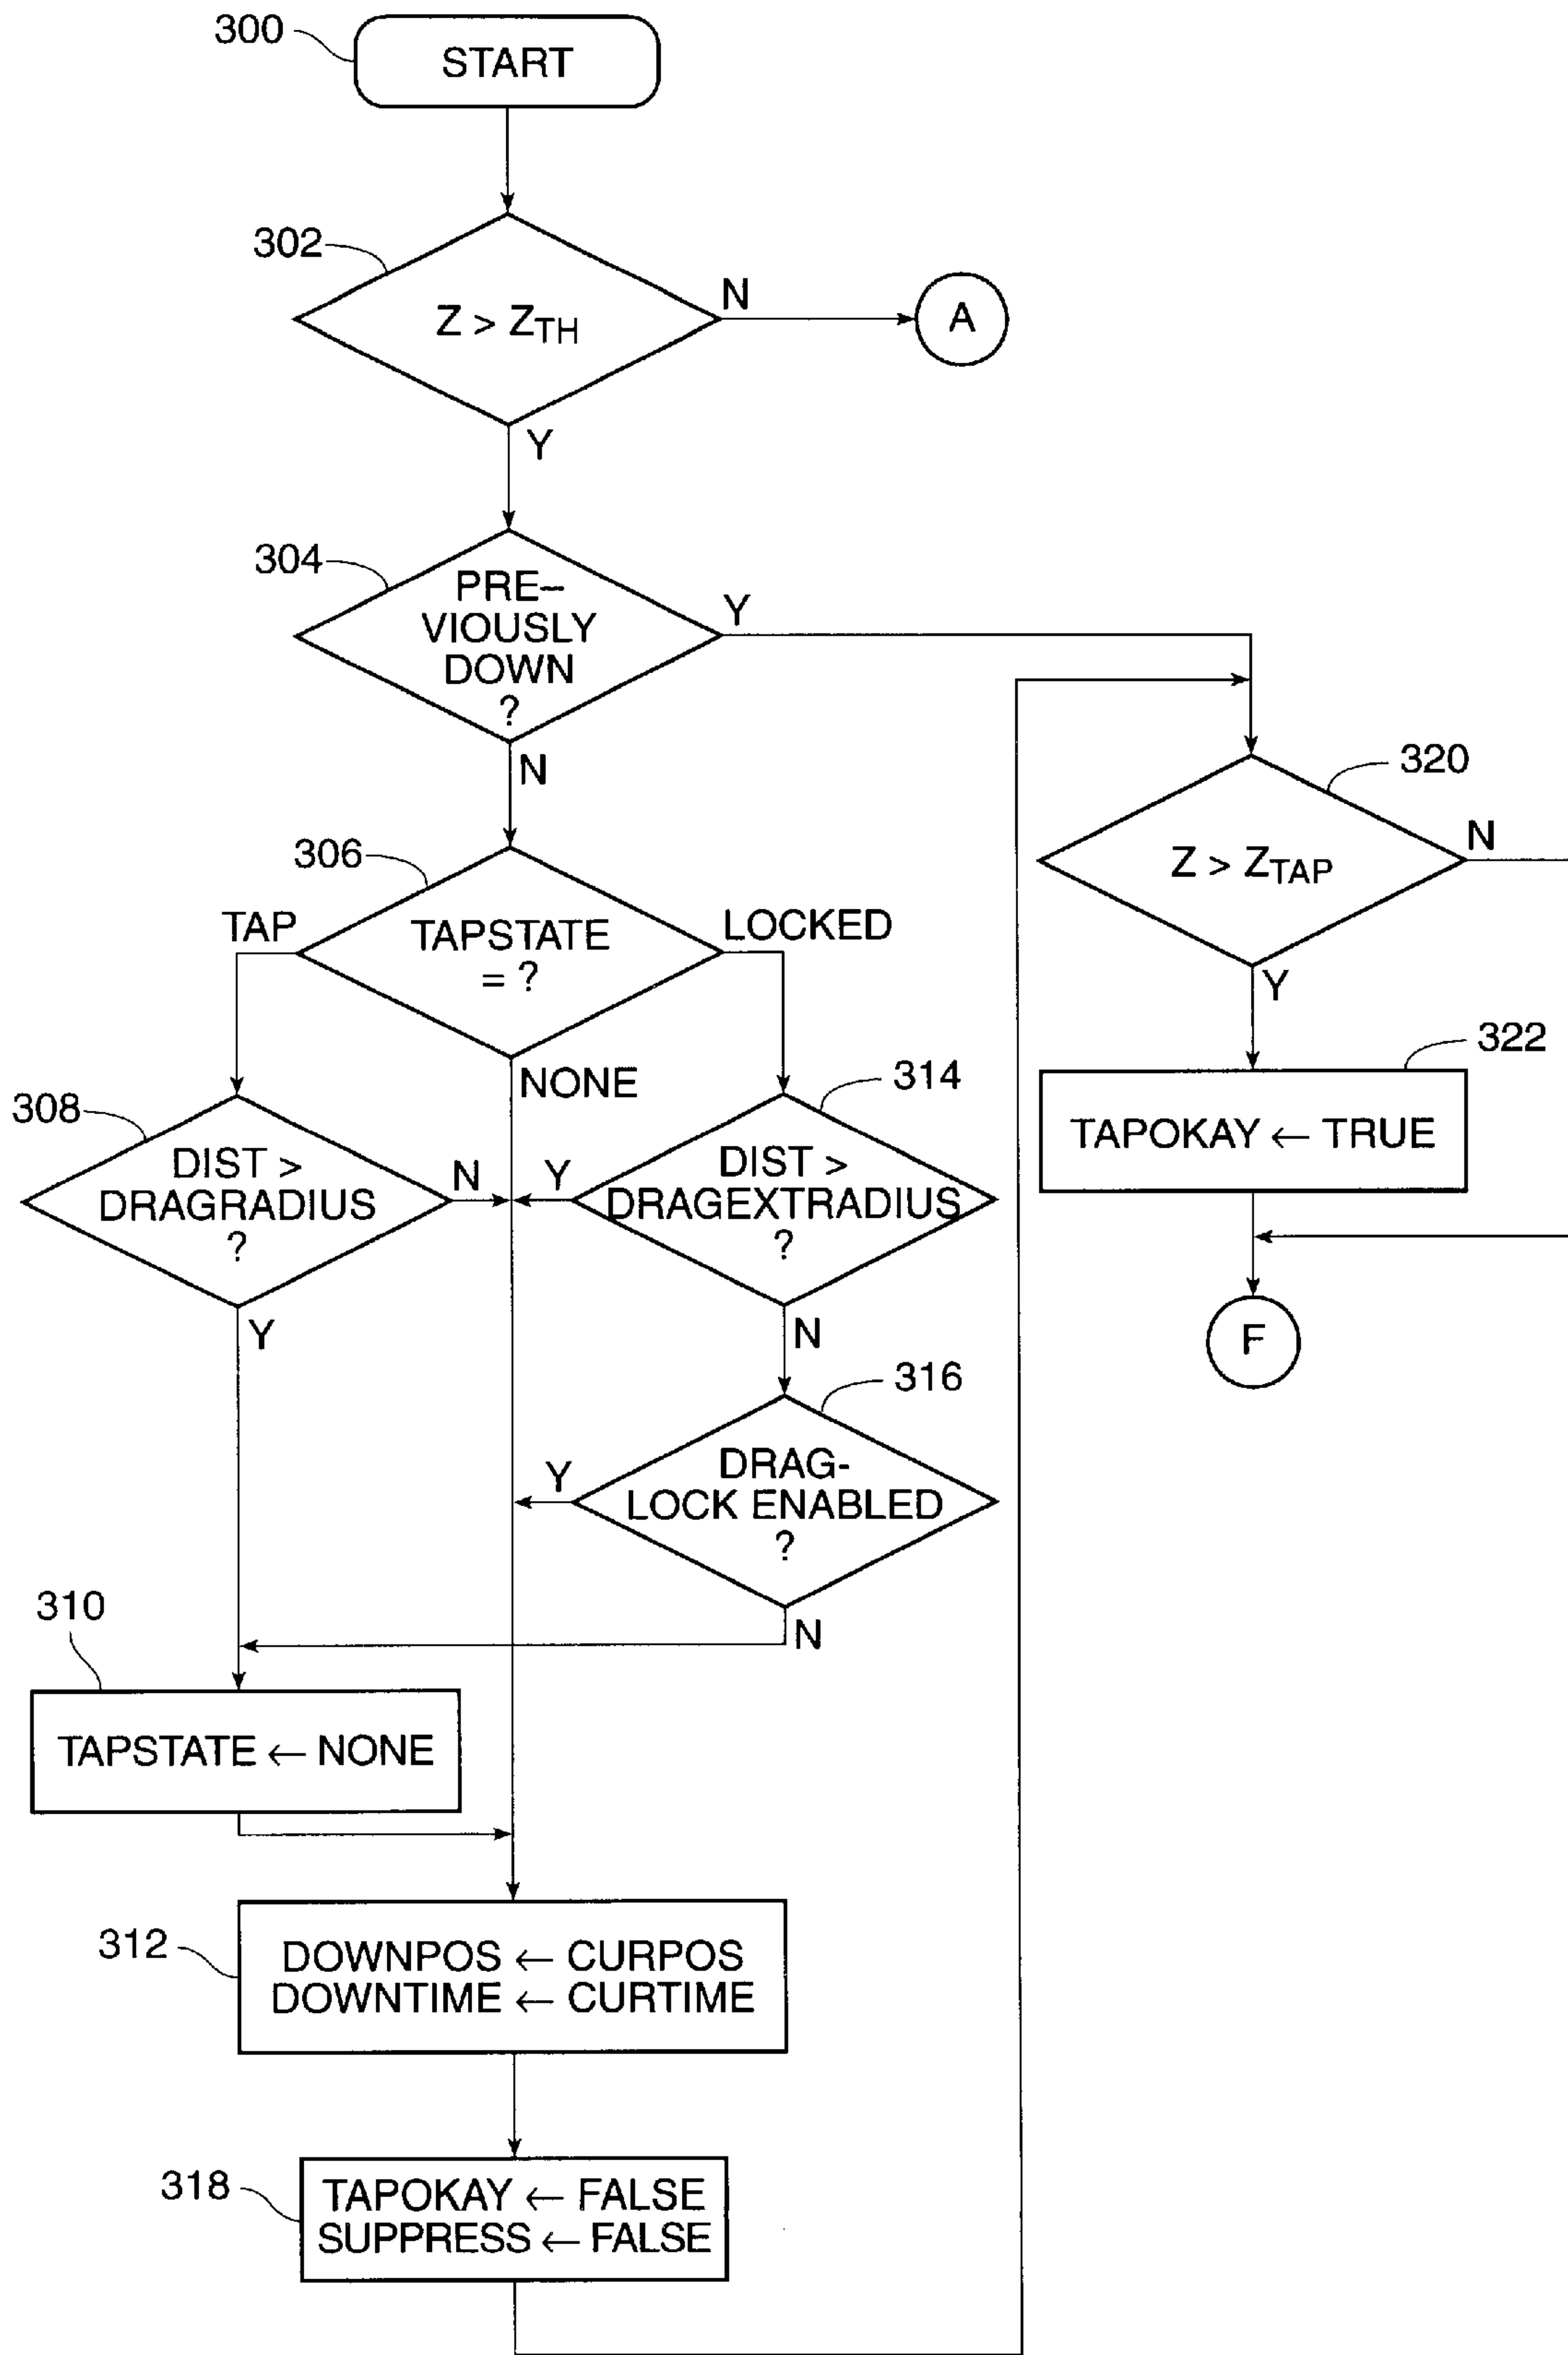 300
START
302
Z > ZTH
N
A
Y
304
PRE–
VIOUSLY
DOWN
?
Y
N
320
Z > ZTAP
N
Y
306
TAPSTATE
= ?
TAP
LOCKED
NONE
322
TAPOKAY ← TRUE
F
308
DIST >
DRAGRADIUS
?
N
Y
314
DIST >
DRAGEXTRADIUS
?
Y
N
316
DRAG-
LOCK ENABLED
?
Y
N
310
TAPSTATE ← NONE
312
DOWNPOS ← CURPOS
DOWNTIME ← CURTIME
318
TAPOKAY ← FALSE
SUPPRESS ← FALSE